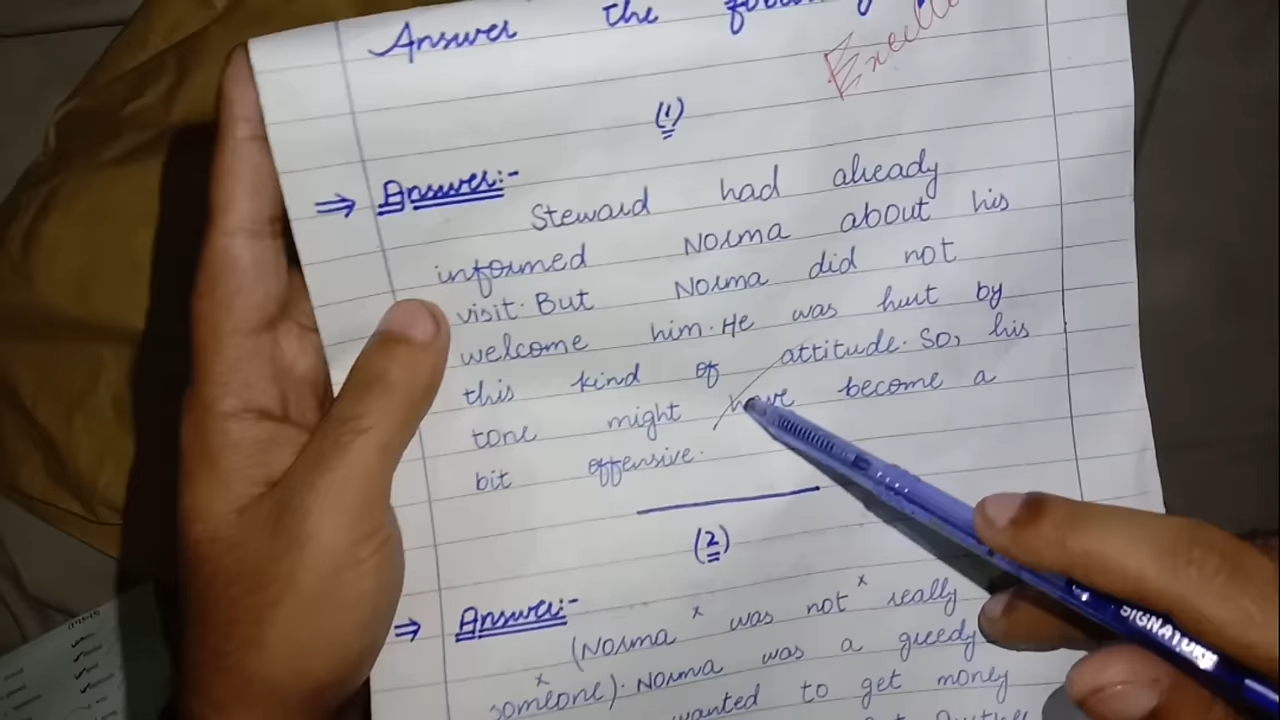 Answer the
(1)
⇒ Answer:-
Steward had already
informed Norma about his
visit. But Norma did not
welcome him. He was hurt by
this kind of attitude. So, his
tone might have become a
bit offensive.
(2)
⇒ Answer:-
(Norma x was not x really
x someone). Norma was a greedy
wanted to get money
SIGNATURE